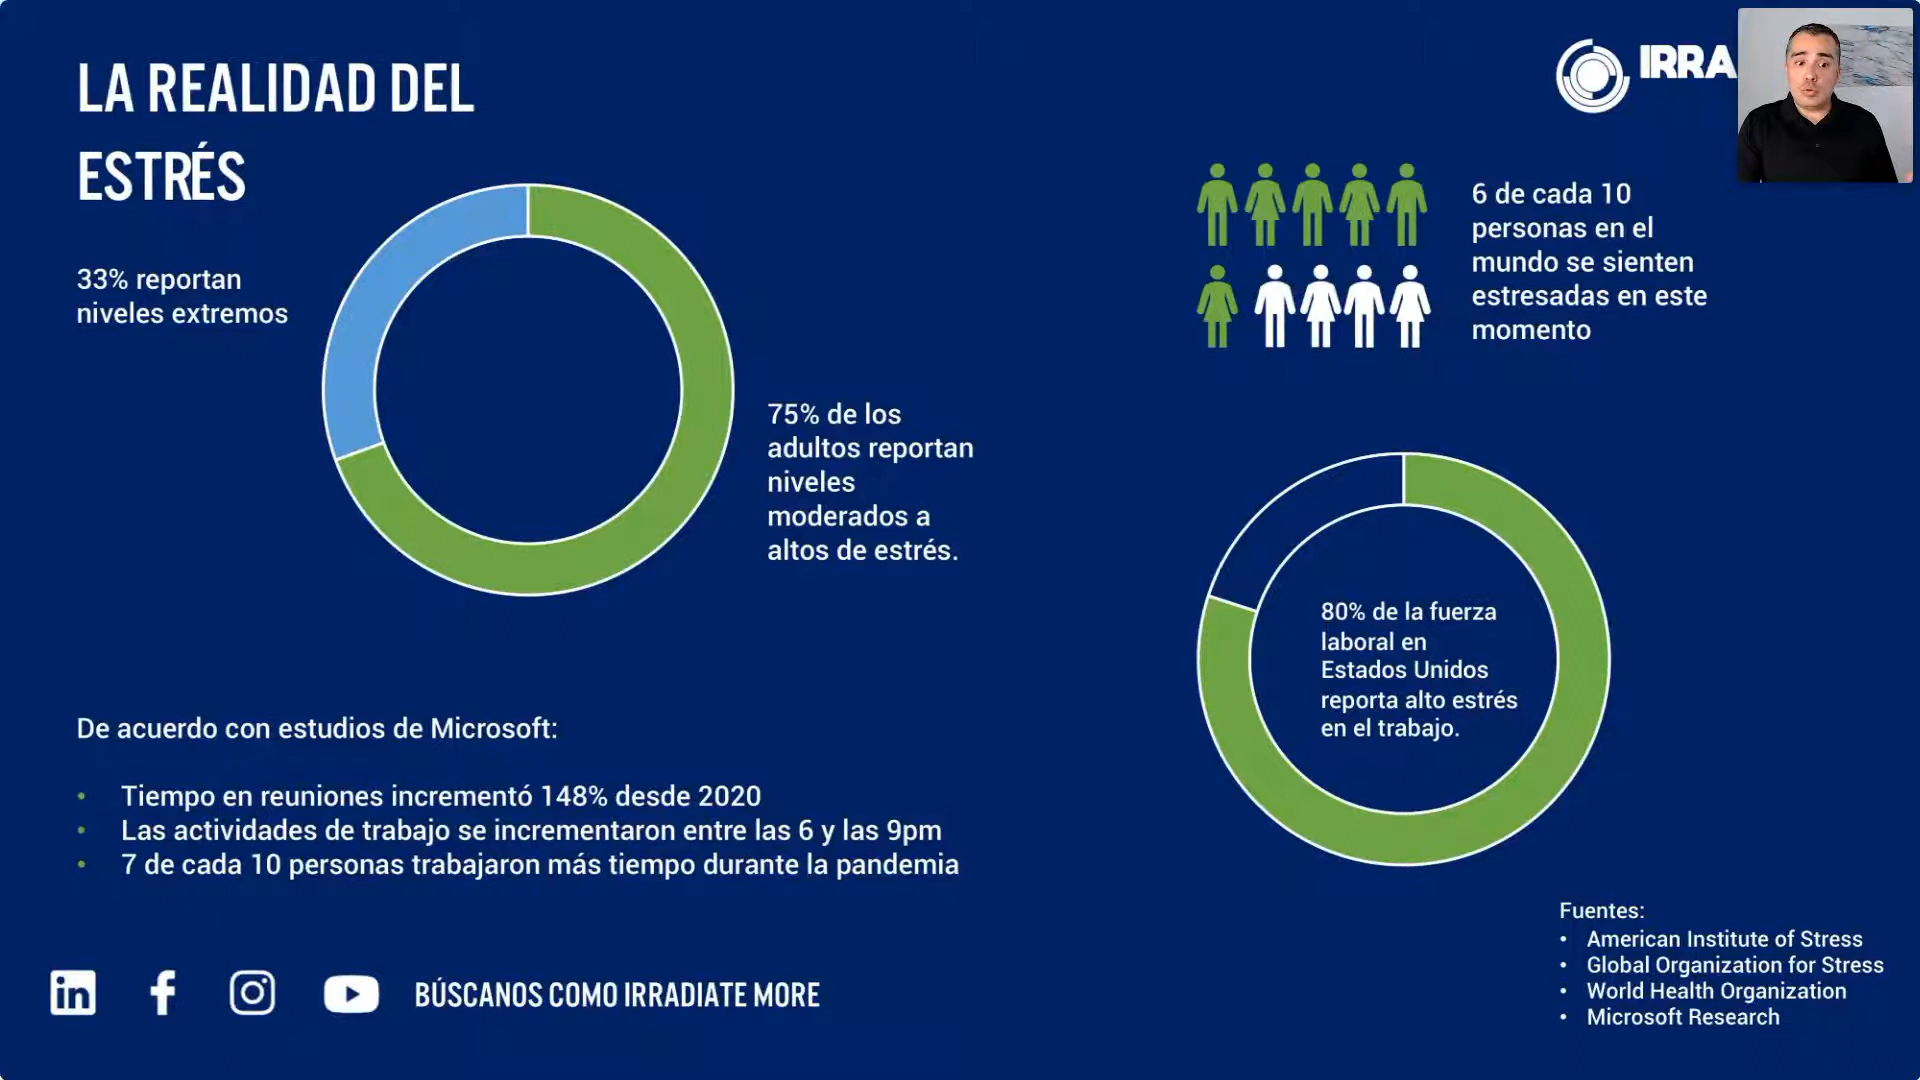 LA REALIDAD DEL
ESTRÉS
33% reportan
niveles extremos
75% de los
adultos reportan
niveles
moderados a
altos de estrés.
IRRA
6 de cada 10
personas en el
mundo se sienten
estresadas en este
momento
80% de la fuerza
laboral en
Estados Unidos
reporta alto estrés
en el trabajo.
De acuerdo con estudios de Microsoft:
• Tiempo en reuniones incrementó 148% desde 2020
• Las actividades de trabajo se incrementaron entre las 6 y las 9pm
• 7 de cada 10 personas trabajaron más tiempo durante la pandemia
Fuentes:
• American Institute of Stress
• Global Organization for Stress
• World Health Organization
• Microsoft Research
in
BÚSCANOS COMO IRRADIATE MORE